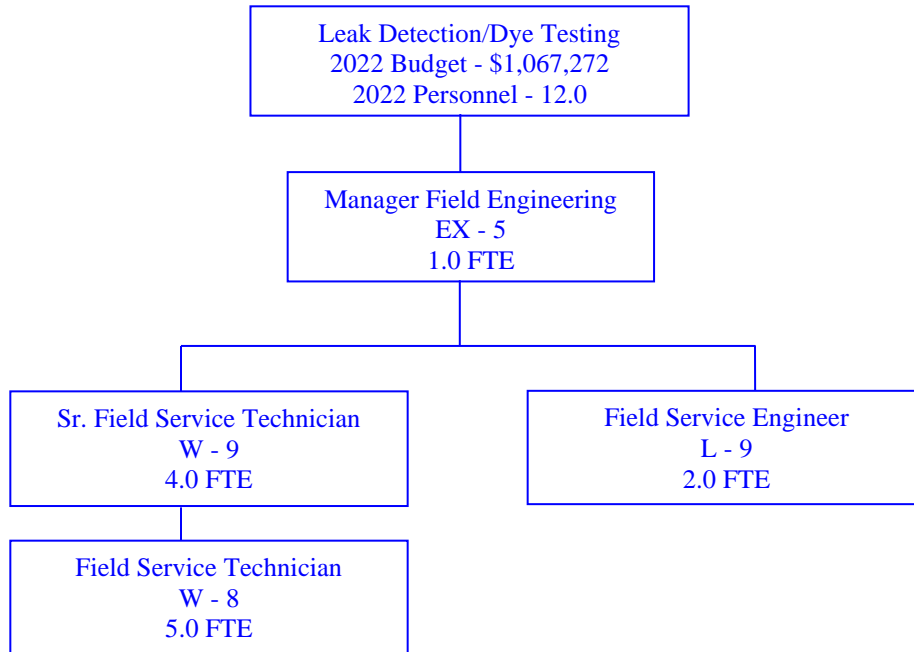 Leak Detection/Dye Testing
2022 Budget - $1,067,272
2022 Personnel - 12.0
Manager Field Engineering
EX - 5
1.0 FTE
Sr. Field Service Technician
W - 9
4.0 FTE
Field Service Engineer
L - 9
2.0 FTE
Field Service Technician
W - 8
5.0 FTE